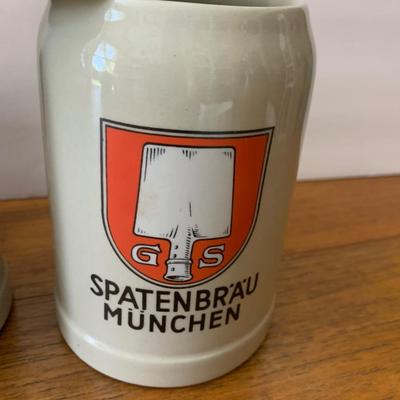 G S
SPATENBRÄU
MÜNCHEN